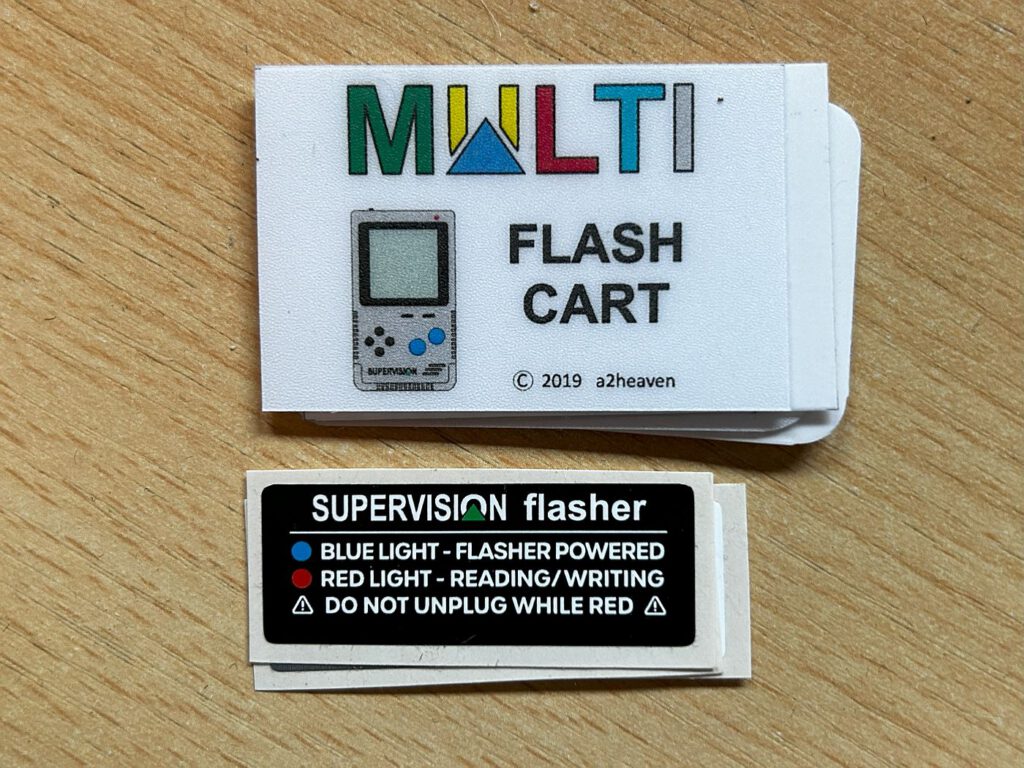 MULTI
FLASH
CART
SUPERVISION
© 2019 a2heaven
SUPERVISION flasher
BLUE LIGHT - FLASHER POWERED
RED LIGHT - READING/WRITING
DO NOT UNPLUG WHILE RED